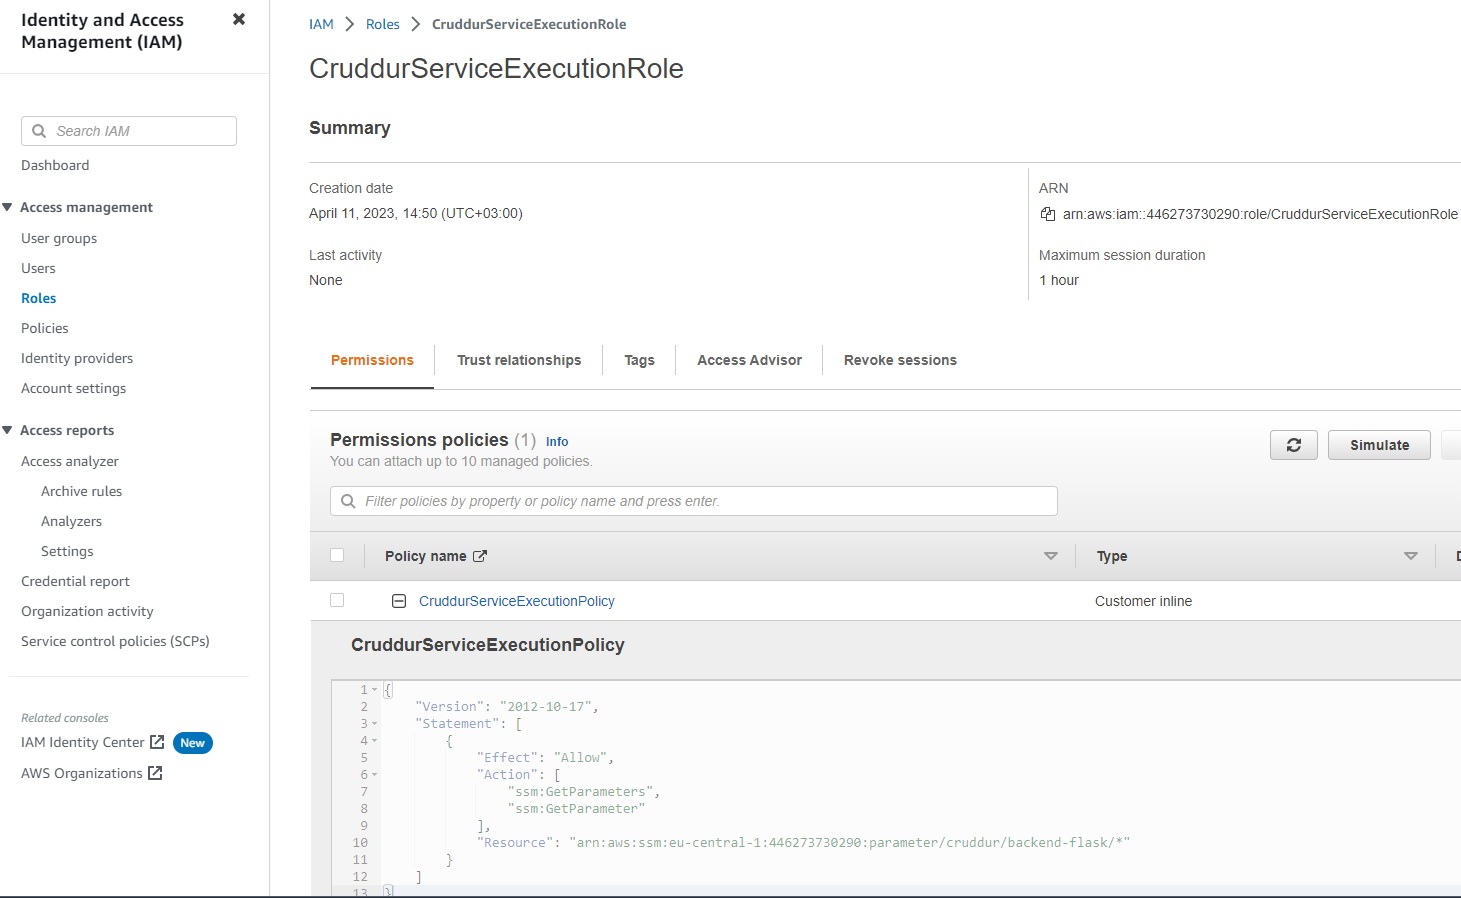 Identity and Access
Management (IAM)
Search IAM
Dashboard
Access management
User groups
Users
Roles
Policies
Identity providers
Account settings
Access reports
Access analyzer
Archive rules
Analyzers
Settings
Credential report
Organization activity
Service control policies (SCPs)
Related consoles
IAM Identity Center New
AWS Organizations
IAM > Roles > CruddurServiceExecutionRole
CruddurServiceExecutionRole
Summary
Creation date
April 11, 2023, 14:50 (UTC+03:00)
Last activity
None
ARN
arn:aws:iam::446273730290:role/CruddurServiceExecutionRole
Maximum session duration
1 hour
Permissions Trust relationships Tags Access Advisor Revoke sessions
Permissions policies (1) Info
You can attach up to 10 managed policies.
Simulate
Filter policies by property or policy name and press enter.
Policy name Type
CruddurServiceExecutionPolicy Customer inline
CruddurServiceExecutionPolicy
1 {
2 "Version": "2012-10-17",
3 "Statement": [
4 {
5 "Effect": "Allow",
6 "Action": [
7 "ssm:GetParameters",
8 "ssm:GetParameter"
9 ],
10 "Resource": "arn:aws:ssm:eu-central-1:446273730290:parameter/cruddur/backend-flask/*"
11 }
12 ]
13 }